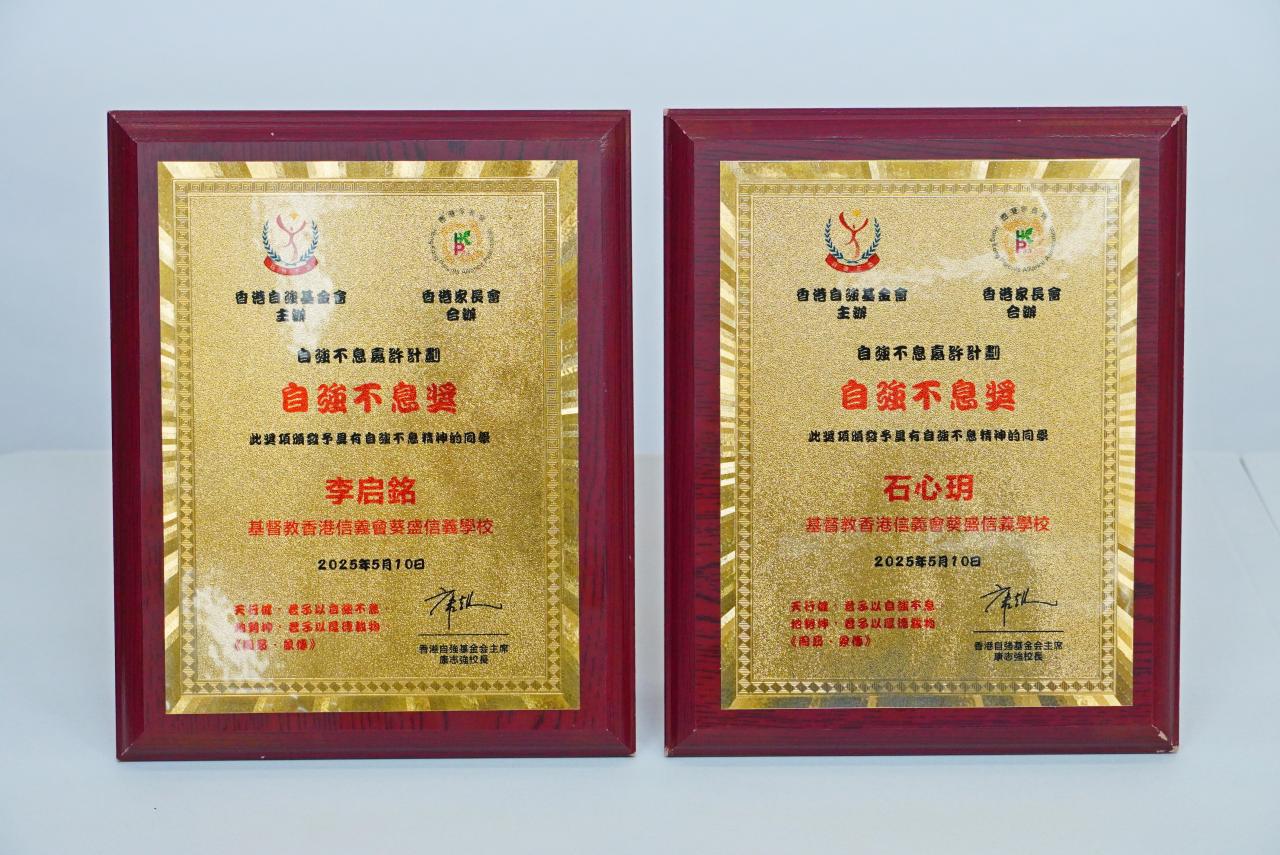 香港自強基金會
主辦
香港家長會
合辦
自強不息嘉許計劃
自強不息獎
此獎項頒發予具有自強不息精神的同學
李启銘
基督教香港信義會葵盛信義學校
2025年5月10日
天行健，君子以自強不息
地勢坤，君子以厚德載物
《周易·象傳》
香港自強基金会主席
康志強校長
香港自強基金會
主辦
香港家長會
合辦
自強不息嘉許計劃
自強不息獎
此獎項頒發予具有自強不息精神的同學
石心玥
基督教香港信義會葵盛信義學校
2025年5月10日
天行健，君子以自強不息
地勢坤，君子以厚德載物
《周易·象傳》
香港自強基金会主席
康志強校長